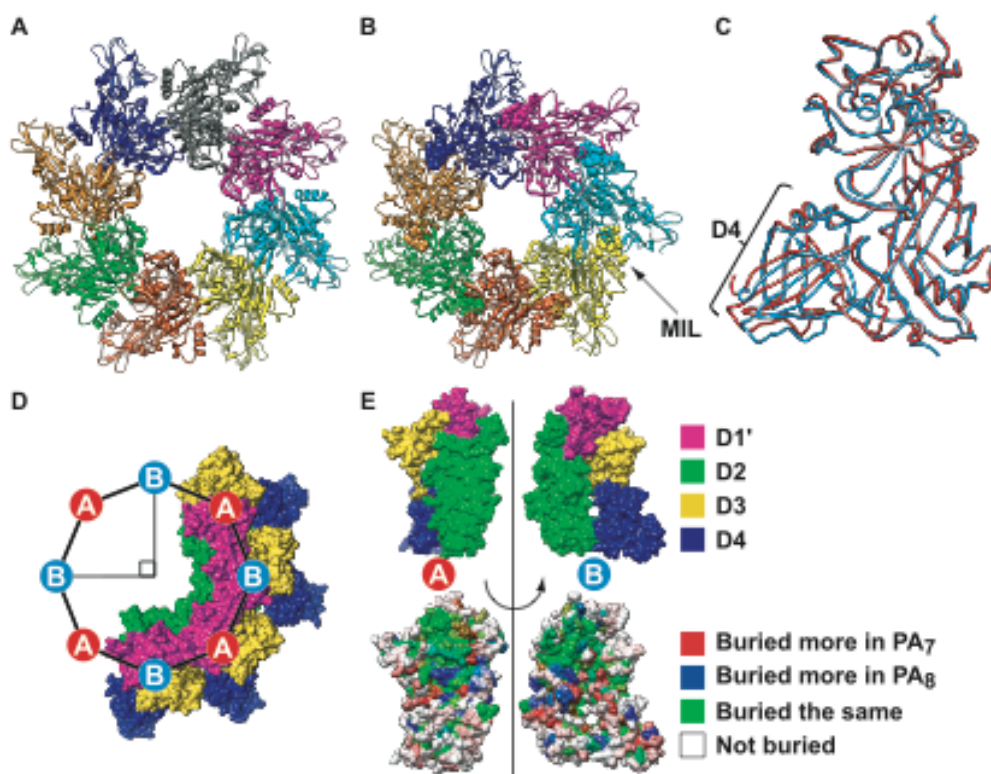 A
B
C
D4
MIL
D
B
A
A
B
B
A
A
B
E
D1'
D2
D3
D4
A
B
Buried more in PA7
Buried more in PA8
Buried the same
Not buried